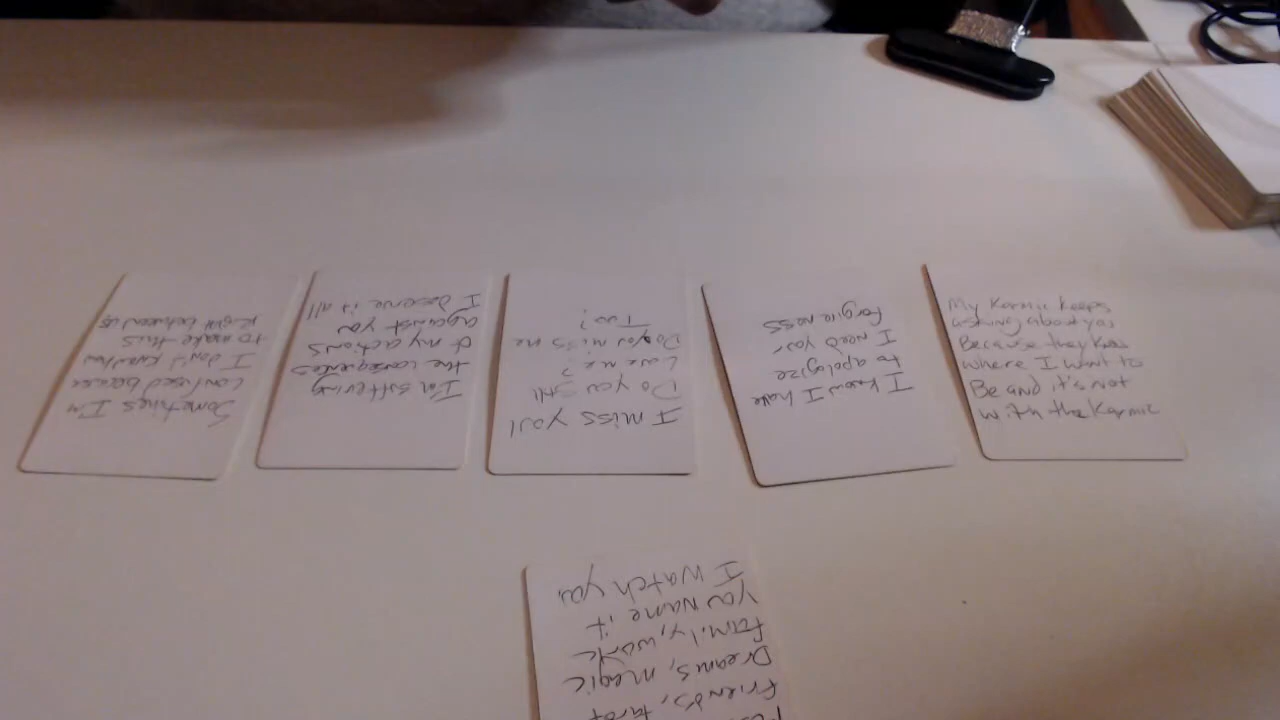 Sometimes I'm
confused because
I don't know how
to make this
Right between us
I'm suffering
the consequences
of my actions
against you
I Deserve it all
I miss you!
Do you still
Love me?
Do you miss me
Too?
I know I have
to apologize
I need your
forgiveness
My Karmic keeps
asking about you
Because they know
where I want to
Be and it's not
with the Karmic
friends, tarot
Dreams, magic
family, work
you name it
I watch you